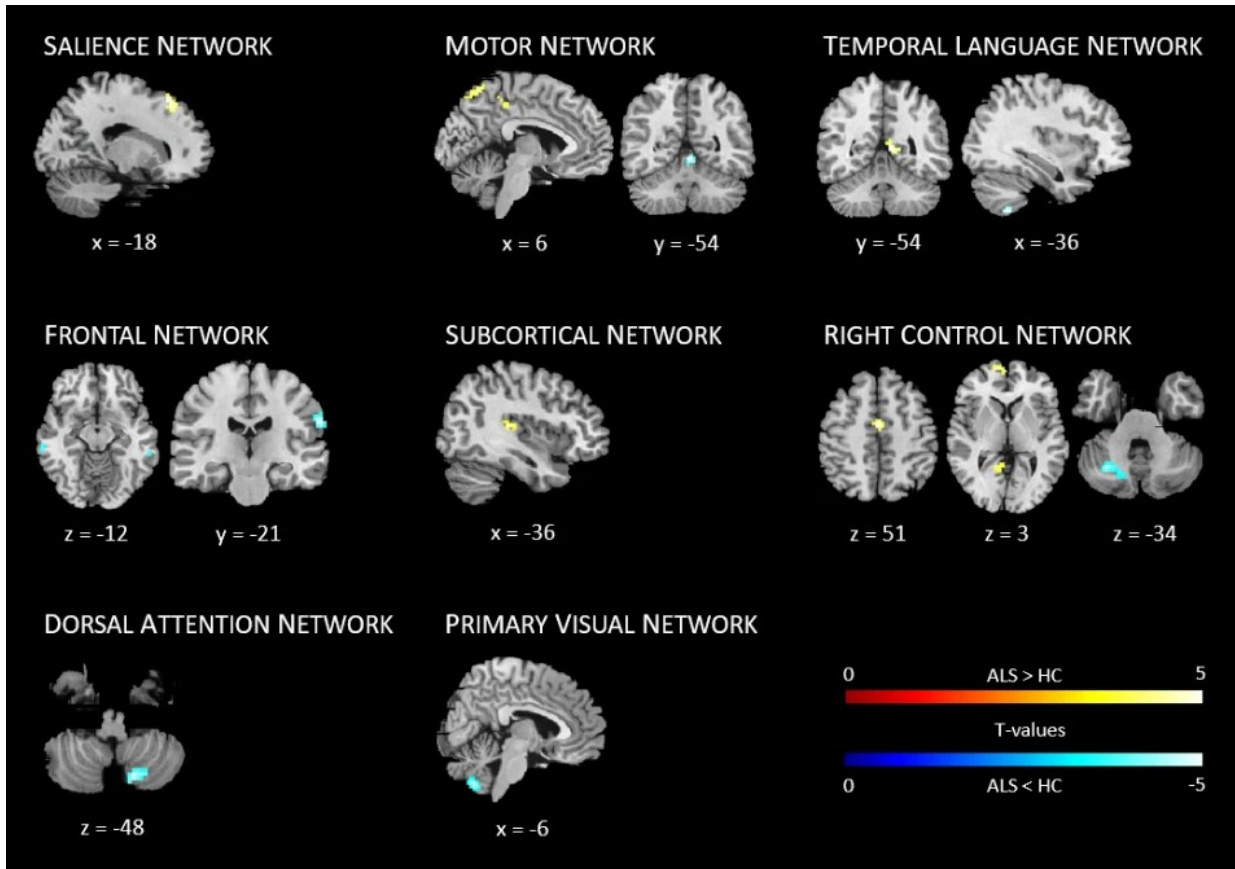 SALIENCE NETWORK
MOTOR NETWORK
TEMPORAL LANGUAGE NETWORK
x = -18
x = 6
y = -54
y = -54
x = -36
FRONTAL NETWORK
SUBCORTICAL NETWORK
RIGHT CONTROL NETWORK
z = -12
y = -21
x = -36
z = 51
z = 3
z = -34
DORSAL ATTENTION NETWORK
PRIMARY VISUAL NETWORK
z = -48
x = -6
0 ALS > HC 5
T-values
0 ALS < HC -5